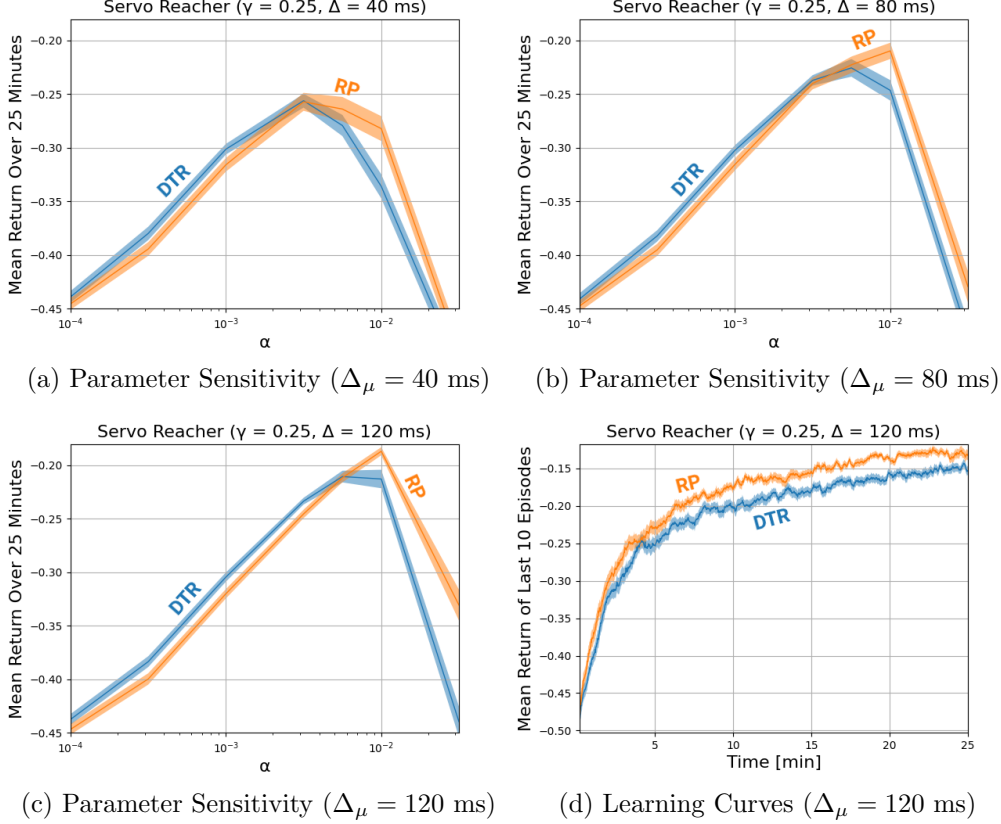 Servo Reacher (γ = 0.25, Δ = 40 ms)
Mean Return Over 25 Minutes
−0.20
−0.25
−0.30
−0.35
−0.40
−0.45
RP
DTR
10⁻⁴
10⁻³
10⁻²
α
(a) Parameter Sensitivity (Δμ = 40 ms)
Servo Reacher (γ = 0.25, Δ = 80 ms)
Mean Return Over 25 Minutes
−0.20
−0.25
−0.30
−0.35
−0.40
−0.45
RP
DTR
10⁻⁴
10⁻³
10⁻²
α
(b) Parameter Sensitivity (Δμ = 80 ms)
Servo Reacher (γ = 0.25, Δ = 120 ms)
Mean Return Over 25 Minutes
−0.20
−0.25
−0.30
−0.35
−0.40
−0.45
RP
DTR
10⁻⁴
10⁻³
10⁻²
α
(c) Parameter Sensitivity (Δμ = 120 ms)
Servo Reacher (γ = 0.25, Δ = 120 ms)
Mean Return of Last 10 Episodes
−0.15
−0.20
−0.25
−0.30
−0.35
−0.40
−0.45
−0.50
RP
DTR
5
10
15
20
25
Time [min]
(d) Learning Curves (Δμ = 120 ms)